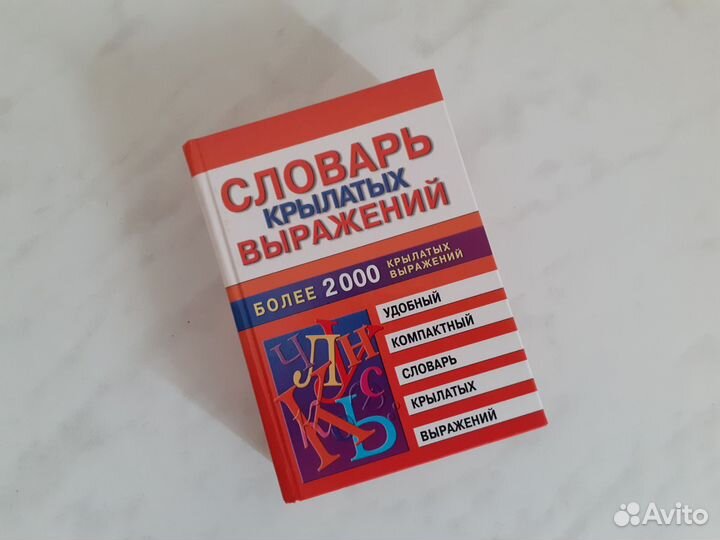 СЛОВАРЬ
КРЫЛАТЫХ
ВЫРАЖЕНИЙ
БОЛЕЕ 2000 КРЫЛАТЫХ
ВЫРАЖЕНИЙ
УДОБНЫЙ
КОМПАКТНЫЙ
СЛОВАРЬ
КРЫЛАТЫХ
ВЫРАЖЕНИЙ
Avito